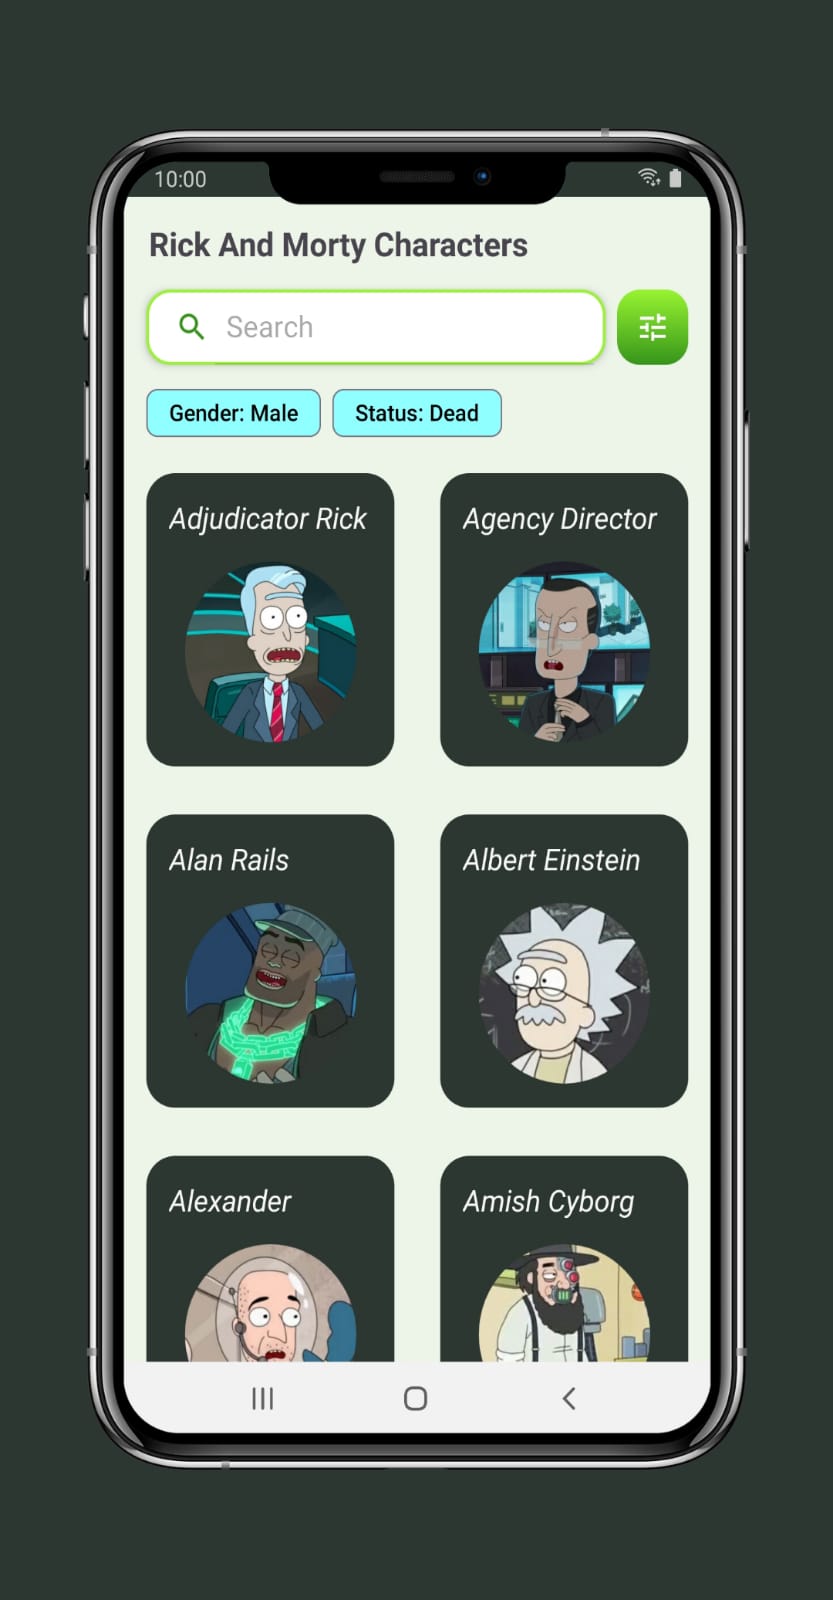 10:00
Rick And Morty Characters
Search
Gender: Male
Status: Dead
Adjudicator Rick
Agency Director
Alan Rails
Albert Einstein
Alexander
Amish Cyborg